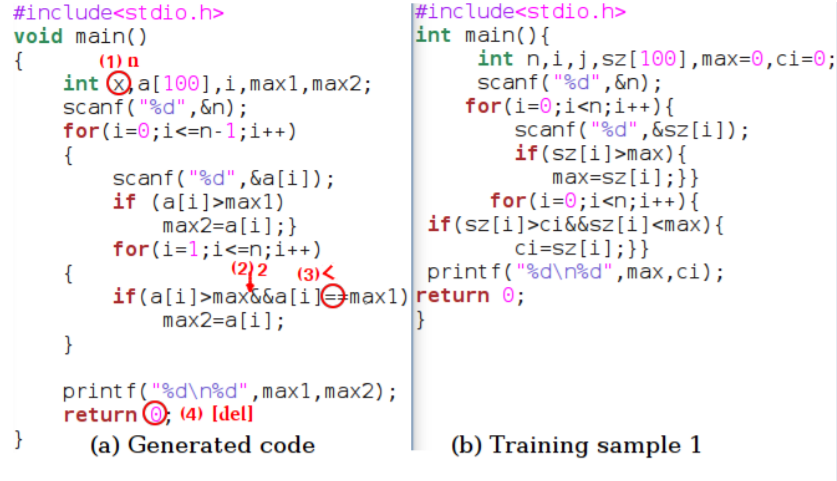 #include<stdio.h>
void main()
{
(1) n
int x,a[100],i,max1,max2;
scanf("%d",&n);
for(i=0;i<=n-1;i++)
{
scanf("%d",&a[i]);
if (a[i]>max1)
max2=a[i];}
for(i=1;i<=n;i++)
{
(2) 2 (3) <
if(a[i]>max&&a[i]==max1)
max2=a[i];
}
printf("%d\n%d",max1,max2);
return 0; (4) [del]
}
(a) Generated code
#include<stdio.h>
int main(){
int n,i,j,sz[100],max=0,ci=0;
scanf("%d",&n);
for(i=0;i<n;i++){
scanf("%d",&sz[i]);
if(sz[i]>max){
max=sz[i];}}
for(i=0;i<n;i++){
if(sz[i]>ci&&sz[i]<max){
ci=sz[i];}}
printf("%d\n%d",max,ci);
return 0;
}
(b) Training sample 1